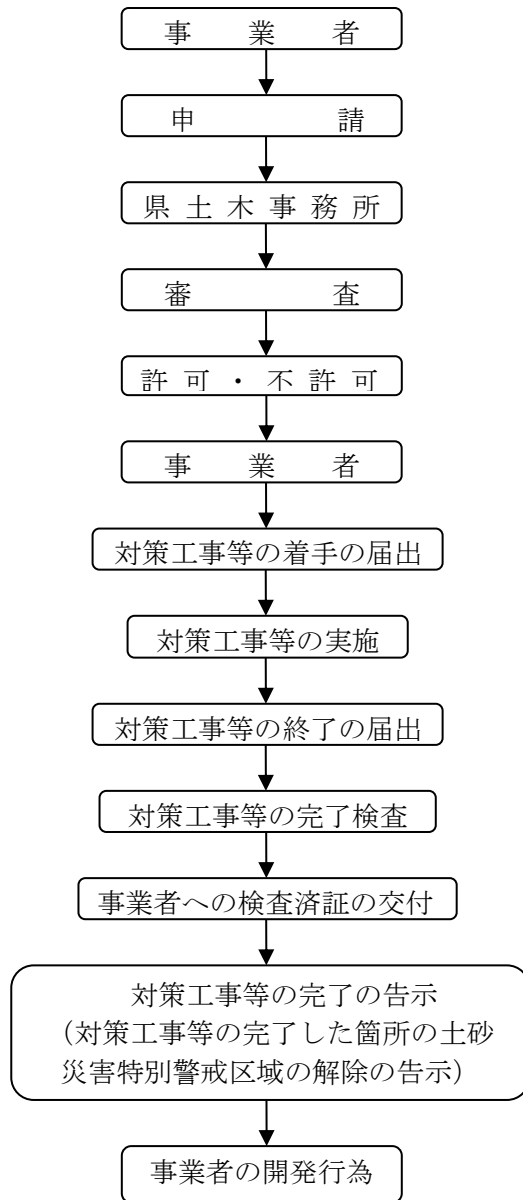 事業者
申請
県土木事務所
審査
許可・不許可
事業者
対策工事等の着手の届出
対策工事等の実施
対策工事等の終了の届出
対策工事等の完了検査
事業者への検査済証の交付
対策工事等の完了の告示
（対策工事等の完了した箇所の土砂
災害特別警戒区域の解除の告示）
事業者の開発行為